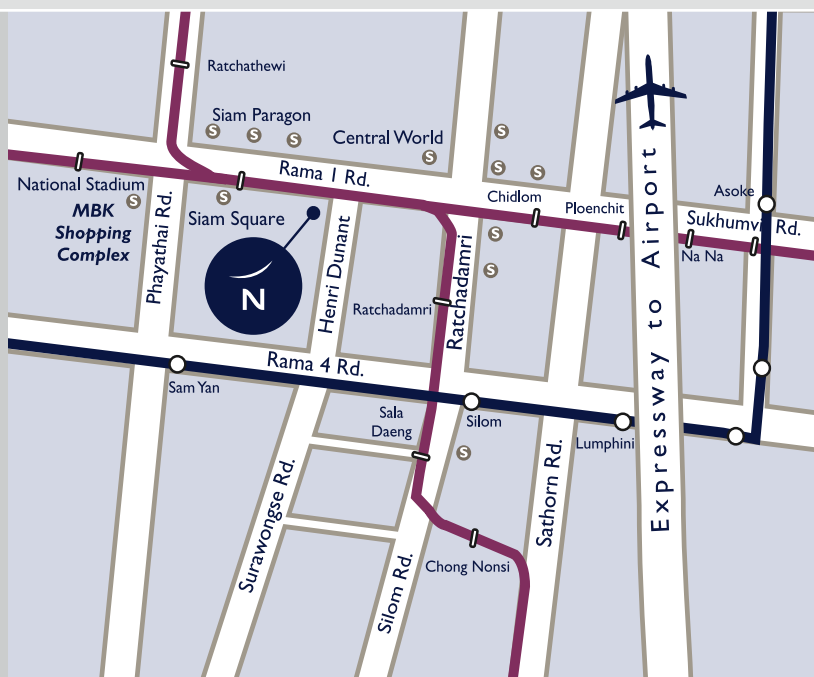 Ratchathewi
Siam Paragon
S
S
S
S
Central World
S
S
S
S
Rama 1 Rd.
National Stadium
S
MBK
Shopping
Complex
Phayathai Rd.
S
Siam Square
N
Henri Dunant
Chidlom
Ploenchit
Asoke
Sukhumvit Rd.
Na Na
S
S
Ratchadamri
Ratchadamri
Expressway to Airport
Rama 4 Rd.
Sam Yan
Sala
Daeng
Silom
Lumphini
S
Surawongse Rd.
Silom Rd.
Sathorn Rd.
Chong Nonsi